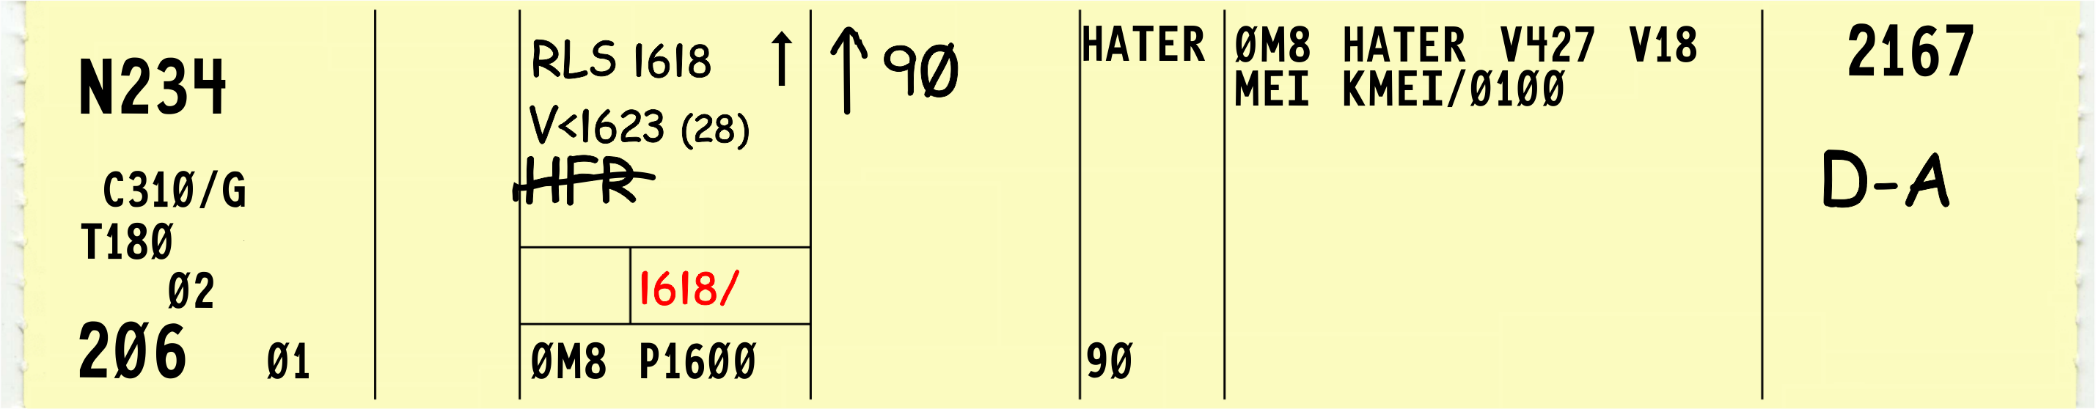 N234
C310/G
T180
02
206 01
RLS 1618 ↑
V<1623 (28)
HFR
1618/
0M8 P1600
↑ 90
HATER
90
0M8 HATER V427 V18
MEI KMEI/0100
2167
D-A